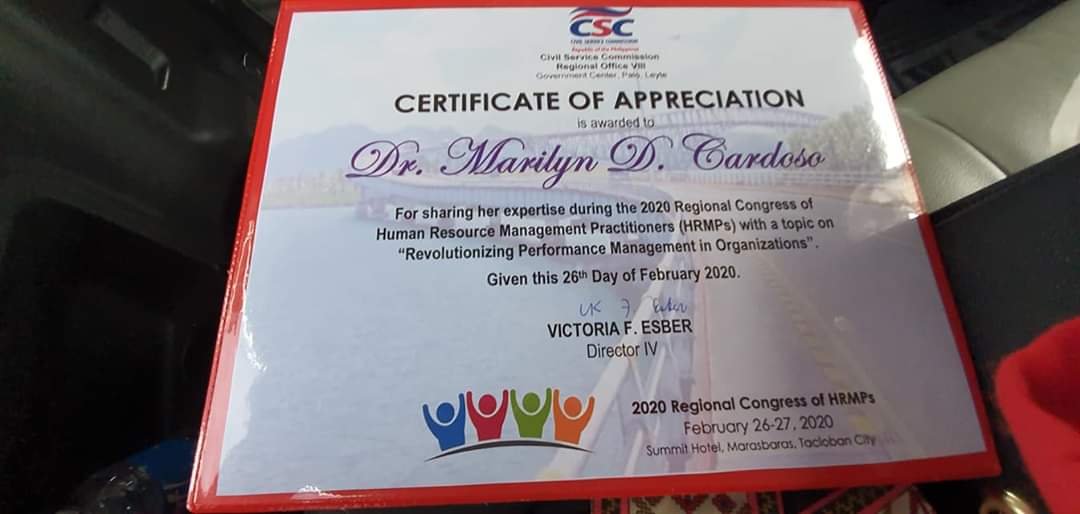 CSC
CIVIL SERVICE COMMISSION
Republic of the Philippines
Civil Service Commission
Regional Office VIII
Government Center, Palo, Leyte
CERTIFICATE OF APPRECIATION
is awarded to
Dr. Marilyn D. Cardoso
For sharing her expertise during the 2020 Regional Congress of
Human Resource Management Practitioners (HRMPs) with a topic on
“Revolutionizing Performance Management in Organizations”.
Given this 26th Day of February 2020.
VICTORIA F. ESBER
Director IV
2020 Regional Congress of HRMPs
February 26-27, 2020
Summit Hotel, Marasbaras, Tacloban City